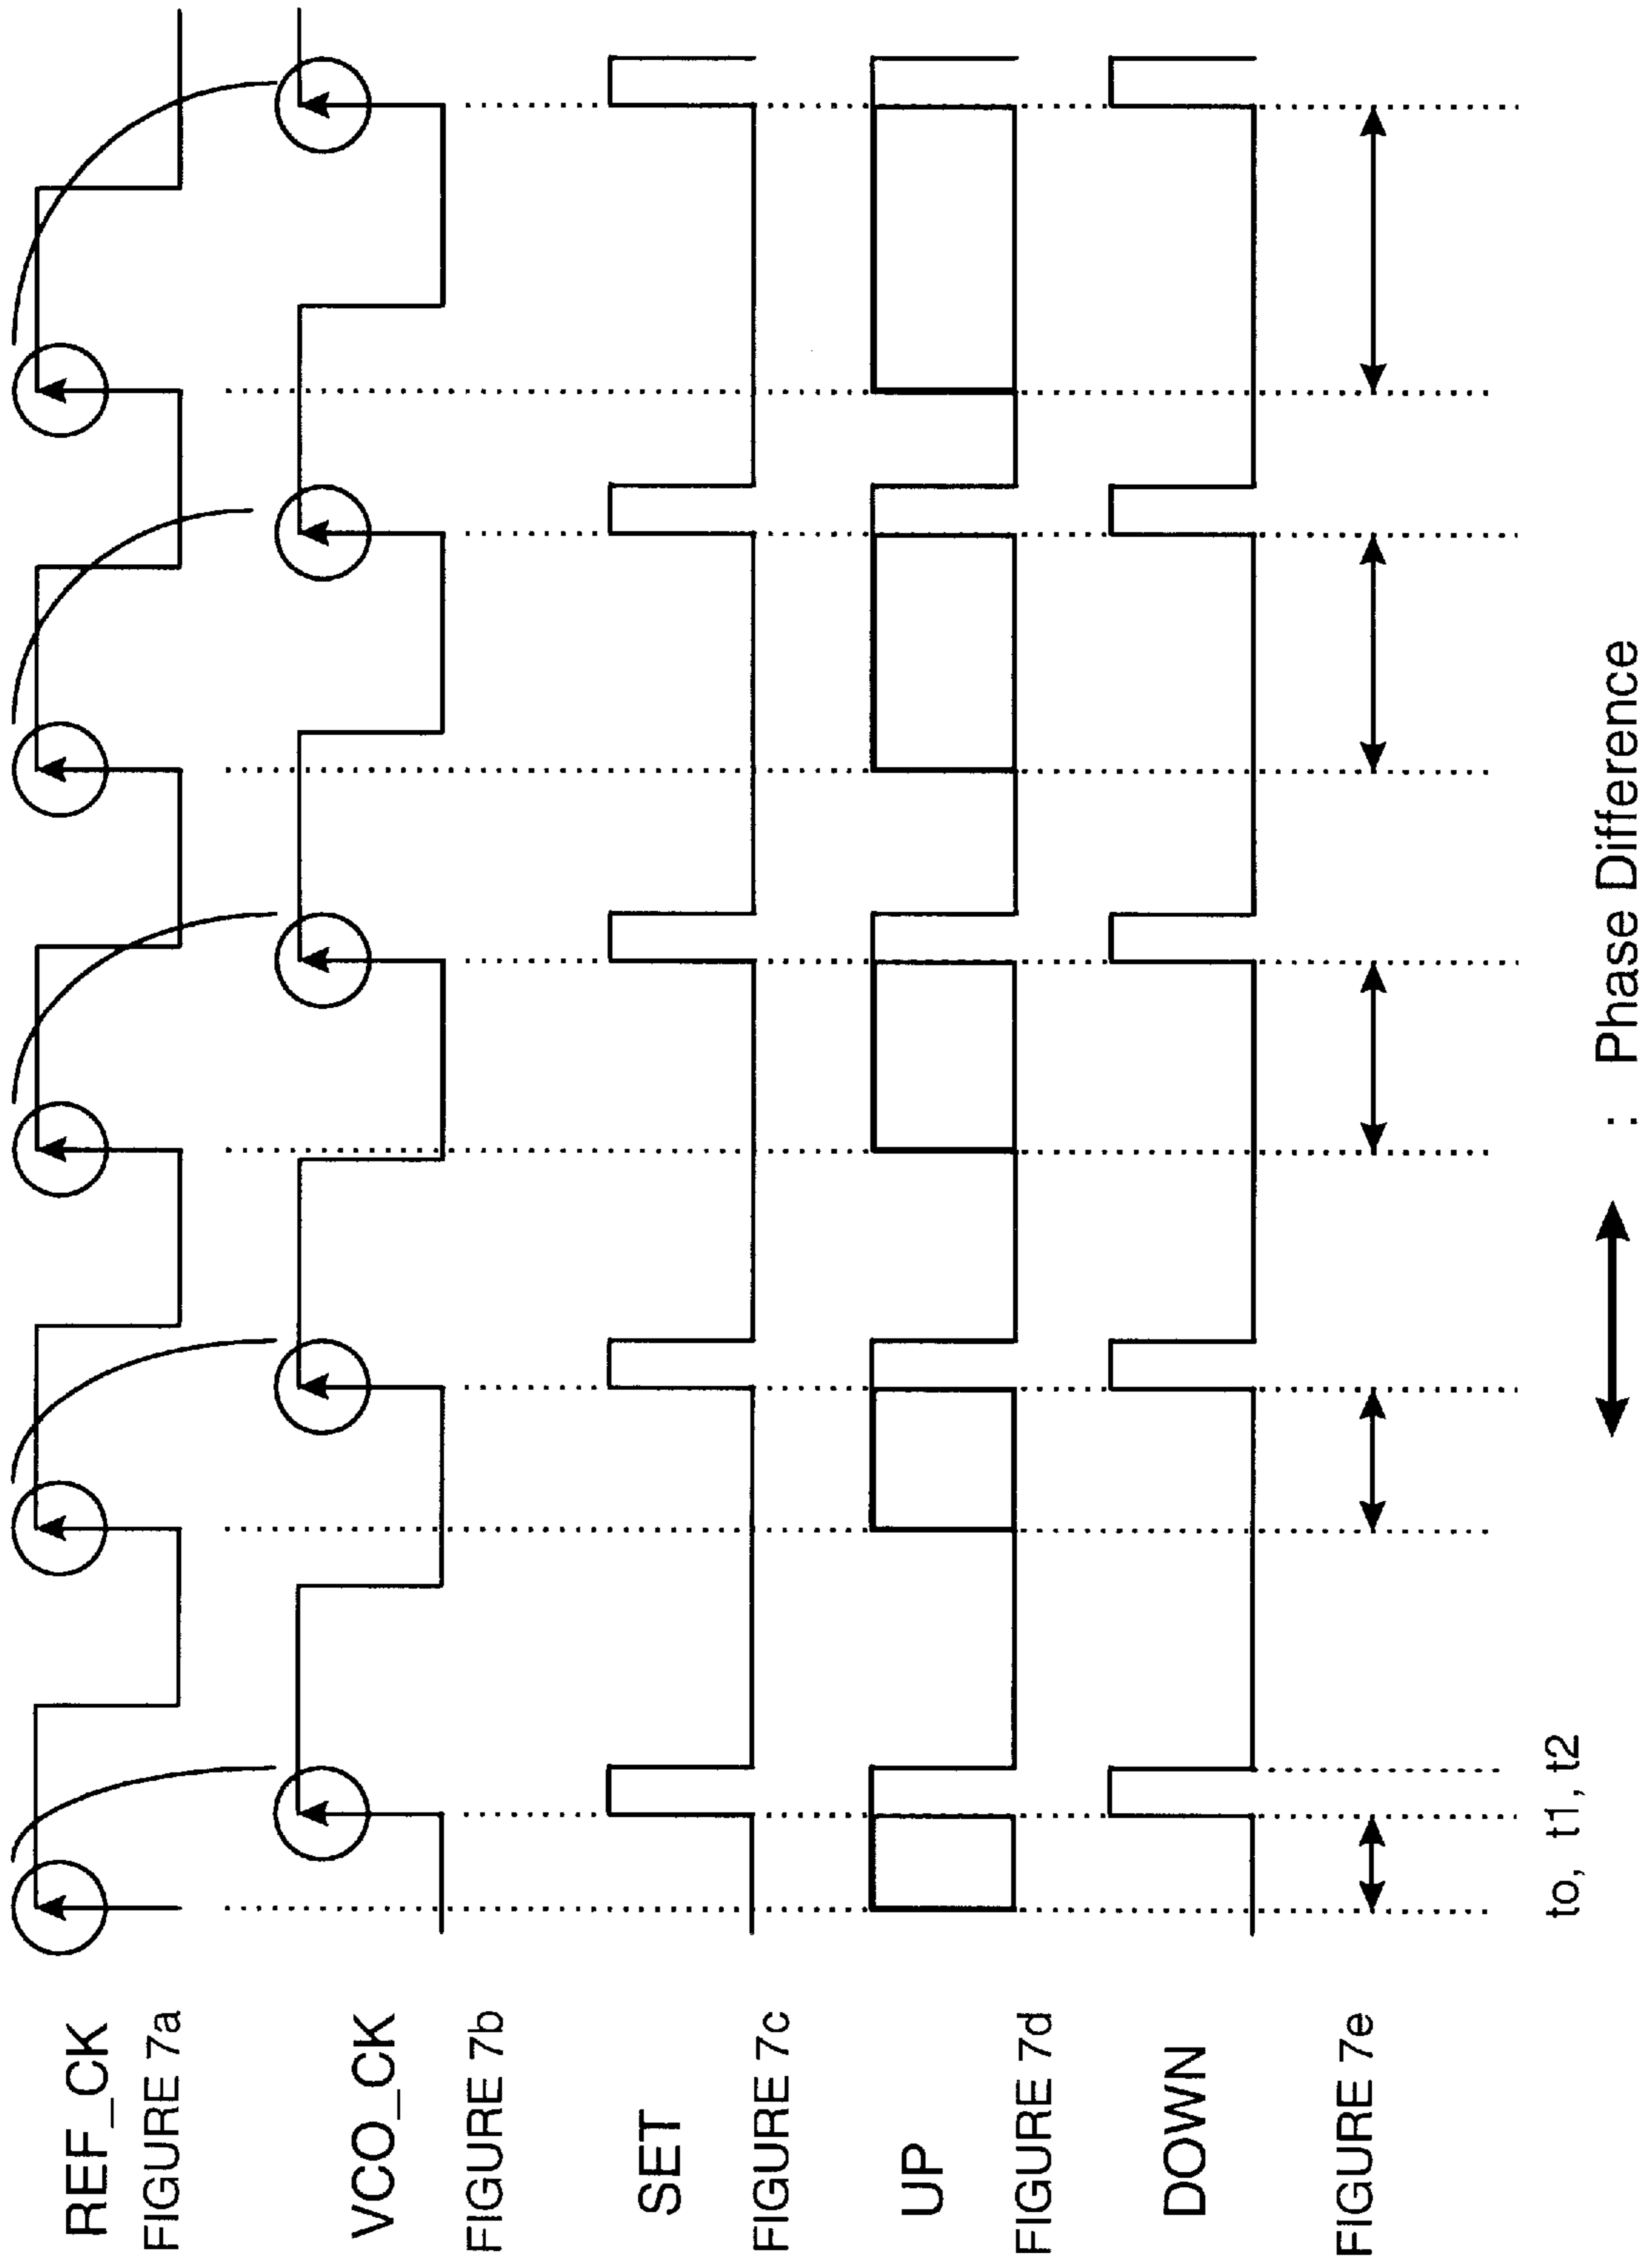 REF_CK
FIGURE 7a
VCO_CK
FIGURE 7b
SET
FIGURE 7c
UP
FIGURE 7d
DOWN
FIGURE 7e
to, t1, t2
: Phase Difference